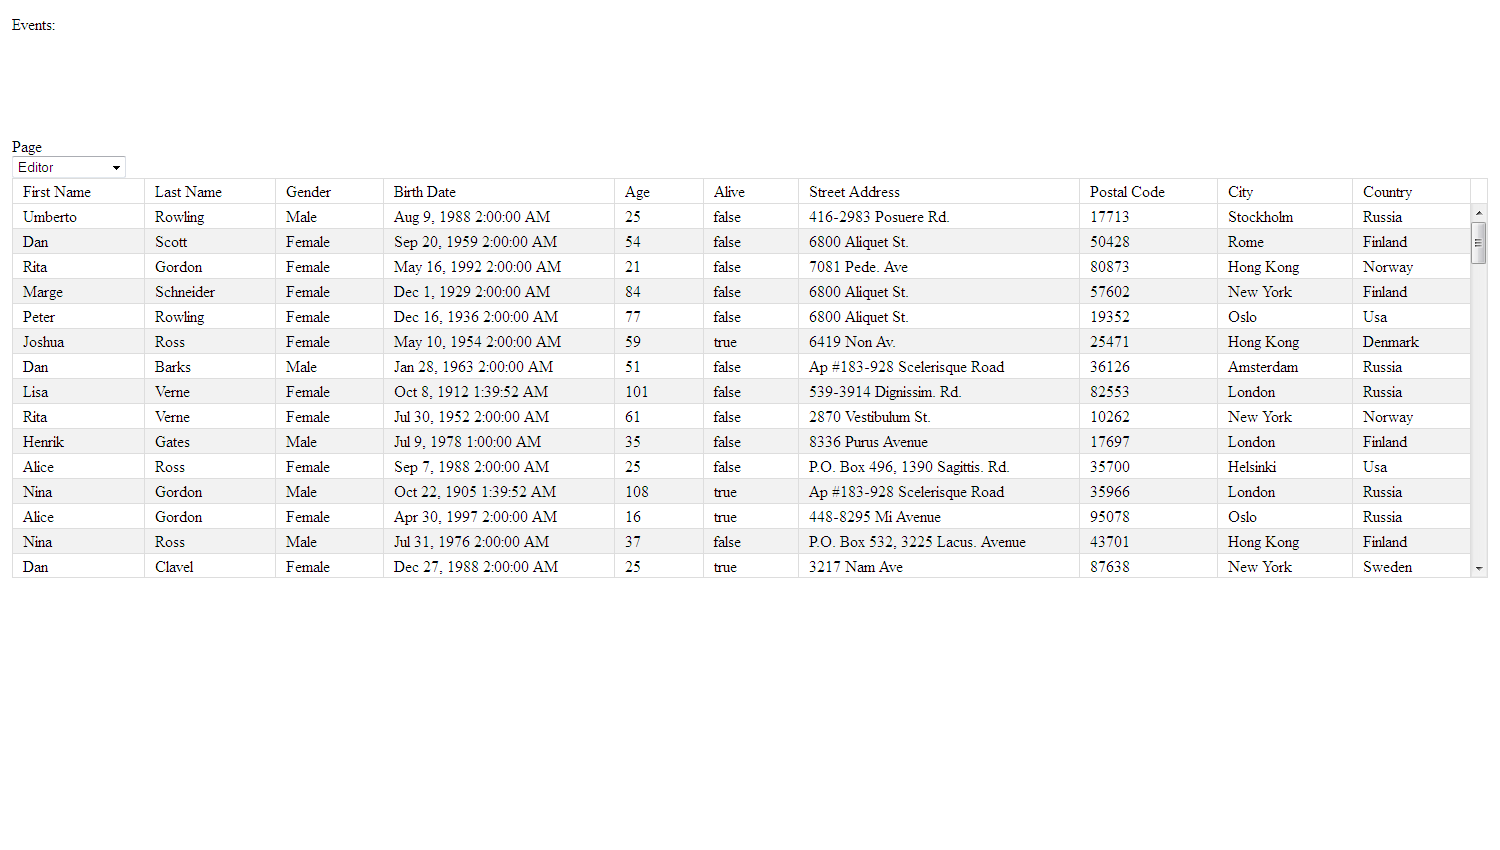 Events:
Page
Editor
First Name Last Name Gender Birth Date Age Alive Street Address Postal Code City Country
Umberto Rowling Male Aug 9, 1988 2:00:00 AM 25 false 416-2983 Posuere Rd. 17713 Stockholm Russia
Dan Scott Female Sep 20, 1959 2:00:00 AM 54 false 6800 Aliquet St. 50428 Rome Finland
Rita Gordon Female May 16, 1992 2:00:00 AM 21 false 7081 Pede. Ave 80873 Hong Kong Norway
Marge Schneider Female Dec 1, 1929 2:00:00 AM 84 false 6800 Aliquet St. 57602 New York Finland
Peter Rowling Female Dec 16, 1936 2:00:00 AM 77 false 6800 Aliquet St. 19352 Oslo Usa
Joshua Ross Female May 10, 1954 2:00:00 AM 59 true 6419 Non Av. 25471 Hong Kong Denmark
Dan Barks Male Jan 28, 1963 2:00:00 AM 51 false Ap #183-928 Scelerisque Road 36126 Amsterdam Russia
Lisa Verne Female Oct 8, 1912 1:39:52 AM 101 false 539-3914 Dignissim. Rd. 82553 London Russia
Rita Verne Female Jul 30, 1952 2:00:00 AM 61 false 2870 Vestibulum St. 10262 New York Norway
Henrik Gates Male Jul 9, 1978 1:00:00 AM 35 false 8336 Purus Avenue 17697 London Finland
Alice Ross Female Sep 7, 1988 2:00:00 AM 25 false P.O. Box 496, 1390 Sagittis. Rd. 35700 Helsinki Usa
Nina Gordon Male Oct 22, 1905 1:39:52 AM 108 true Ap #183-928 Scelerisque Road 35966 London Russia
Alice Gordon Female Apr 30, 1997 2:00:00 AM 16 true 448-8295 Mi Avenue 95078 Oslo Russia
Nina Ross Male Jul 31, 1976 2:00:00 AM 37 false P.O. Box 532, 3225 Lacus. Avenue 43701 Hong Kong Finland
Dan Clavel Female Dec 27, 1988 2:00:00 AM 25 true 3217 Nam Ave 87638 New York Sweden